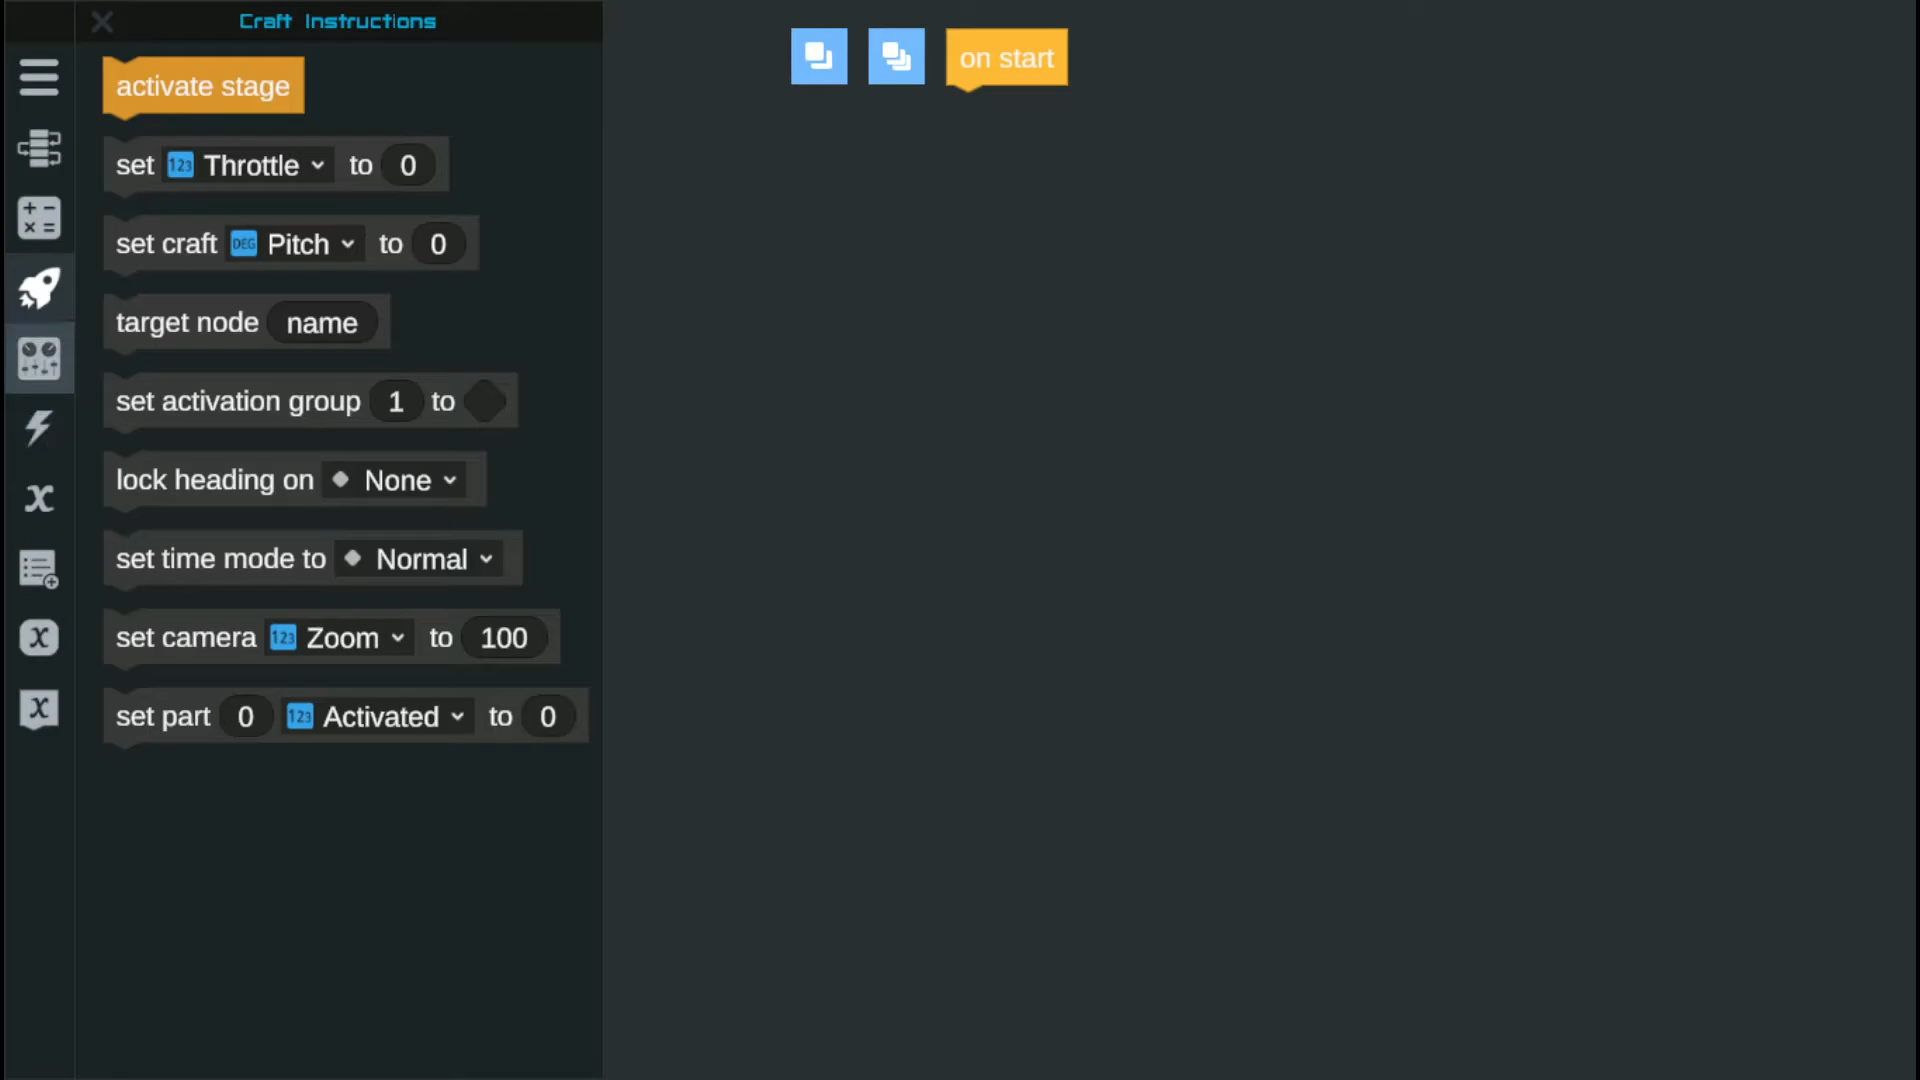 Craft Instructions
on start
activate stage
set 123 Throttle to 0
set craft DEG Pitch to 0
target node name
set activation group 1 to
lock heading on None
set time mode to Normal
set camera 123 Zoom to 100
set part 0 123 Activated to 0
x
x
x